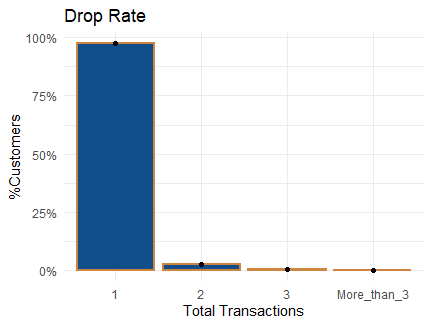 Drop Rate
%Customers
100%
75%
50%
25%
0%
1 2 3 More_than_3
Total Transactions